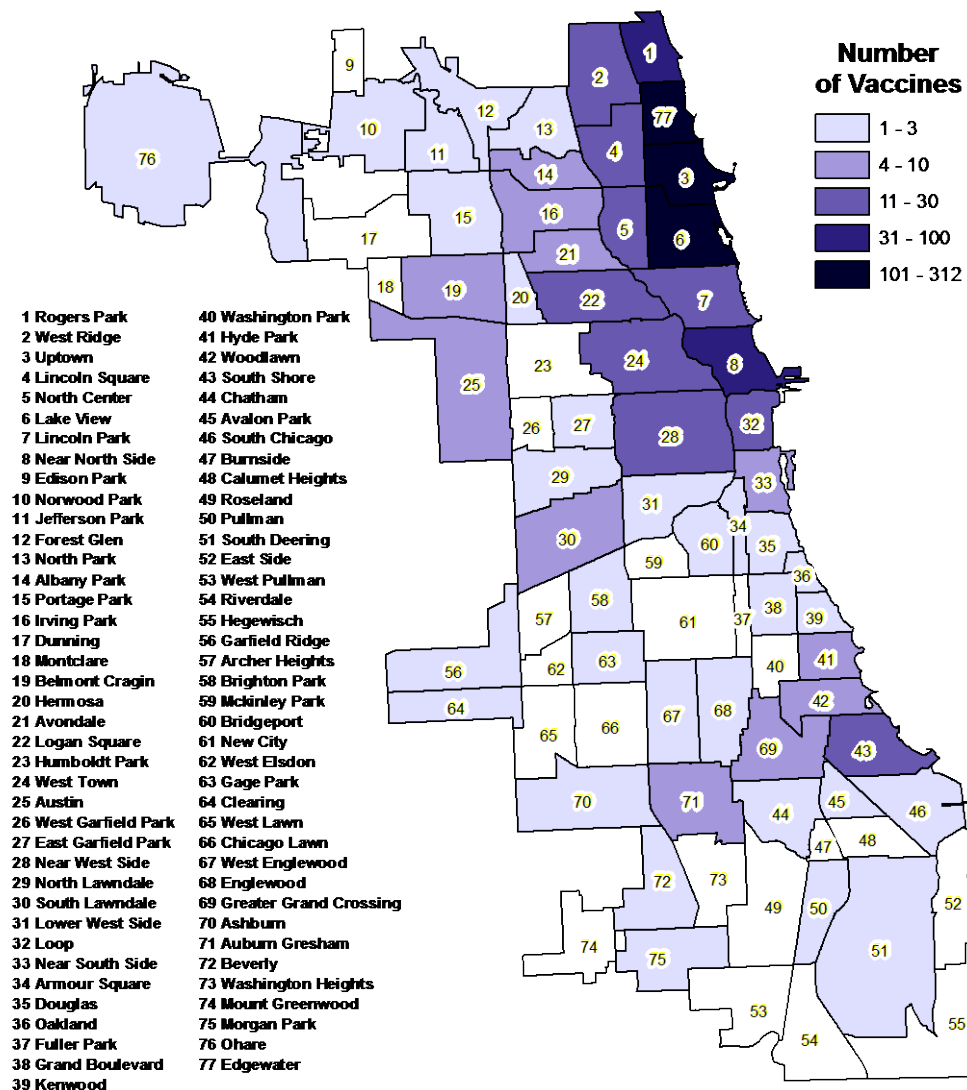 Number
of Vaccines
1 - 3
4 - 10
11 - 30
31 - 100
101 - 312
1 Rogers Park
2 West Ridge
3 Uptown
4 Lincoln Square
5 North Center
6 Lake View
7 Lincoln Park
8 Near North Side
9 Edison Park
10 Norwood Park
11 Jefferson Park
12 Forest Glen
13 North Park
14 Albany Park
15 Portage Park
16 Irving Park
17 Dunning
18 Montclare
19 Belmont Cragin
20 Hermosa
21 Avondale
22 Logan Square
23 Humboldt Park
24 West Town
25 Austin
26 West Garfield Park
27 East Garfield Park
28 Near West Side
29 North Lawndale
30 South Lawndale
31 Lower West Side
32 Loop
33 Near South Side
34 Armour Square
35 Douglas
36 Oakland
37 Fuller Park
38 Grand Boulevard
39 Kenwood
40 Washington Park
41 Hyde Park
42 Woodlawn
43 South Shore
44 Chatham
45 Avalon Park
46 South Chicago
47 Burnside
48 Calumet Heights
49 Roseland
50 Pullman
51 South Deering
52 East Side
53 West Pullman
54 Riverdale
55 Hegewisch
56 Garfield Ridge
57 Archer Heights
58 Brighton Park
59 Mckinley Park
60 Bridgeport
61 New City
62 West Elsdon
63 Gage Park
64 Clearing
65 West Lawn
66 Chicago Lawn
67 West Englewood
68 Englewood
69 Greater Grand Crossing
70 Ashburn
71 Auburn Gresham
72 Beverly
73 Washington Heights
74 Mount Greenwood
75 Morgan Park
76 Ohare
77 Edgewater
1
9
2
77
12
10
13
76
11
4
14
3
15
16
5
17
6
21
18
19
20
22
7
23
24
8
25
26
27
32
28
29
33
31
34
30
60
35
59
36
58
57
38
37
39
61
56
62
63
40
41
64
42
67
68
65
66
69
43
70
71
45
44
46
47
48
72
73
52
49
50
74
75
51
53
55
54